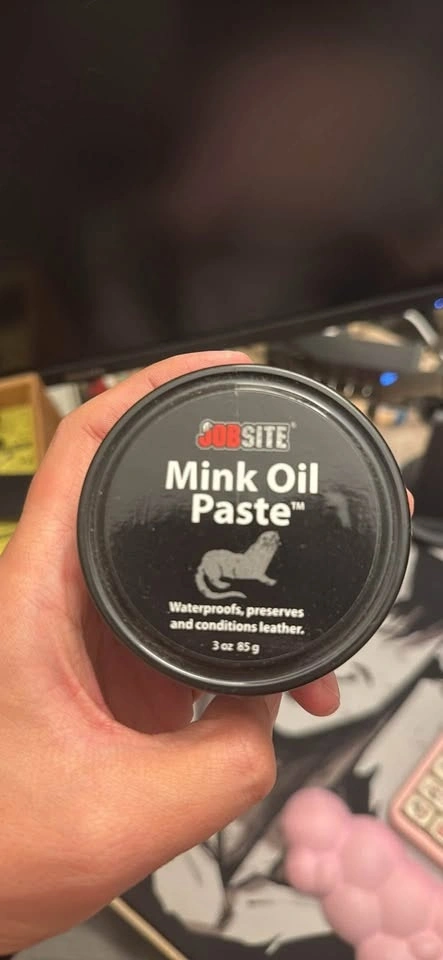 JOBSITE®
Mink Oil
Paste™
Waterproofs, preserves
and conditions leather.
3 oz 85 g